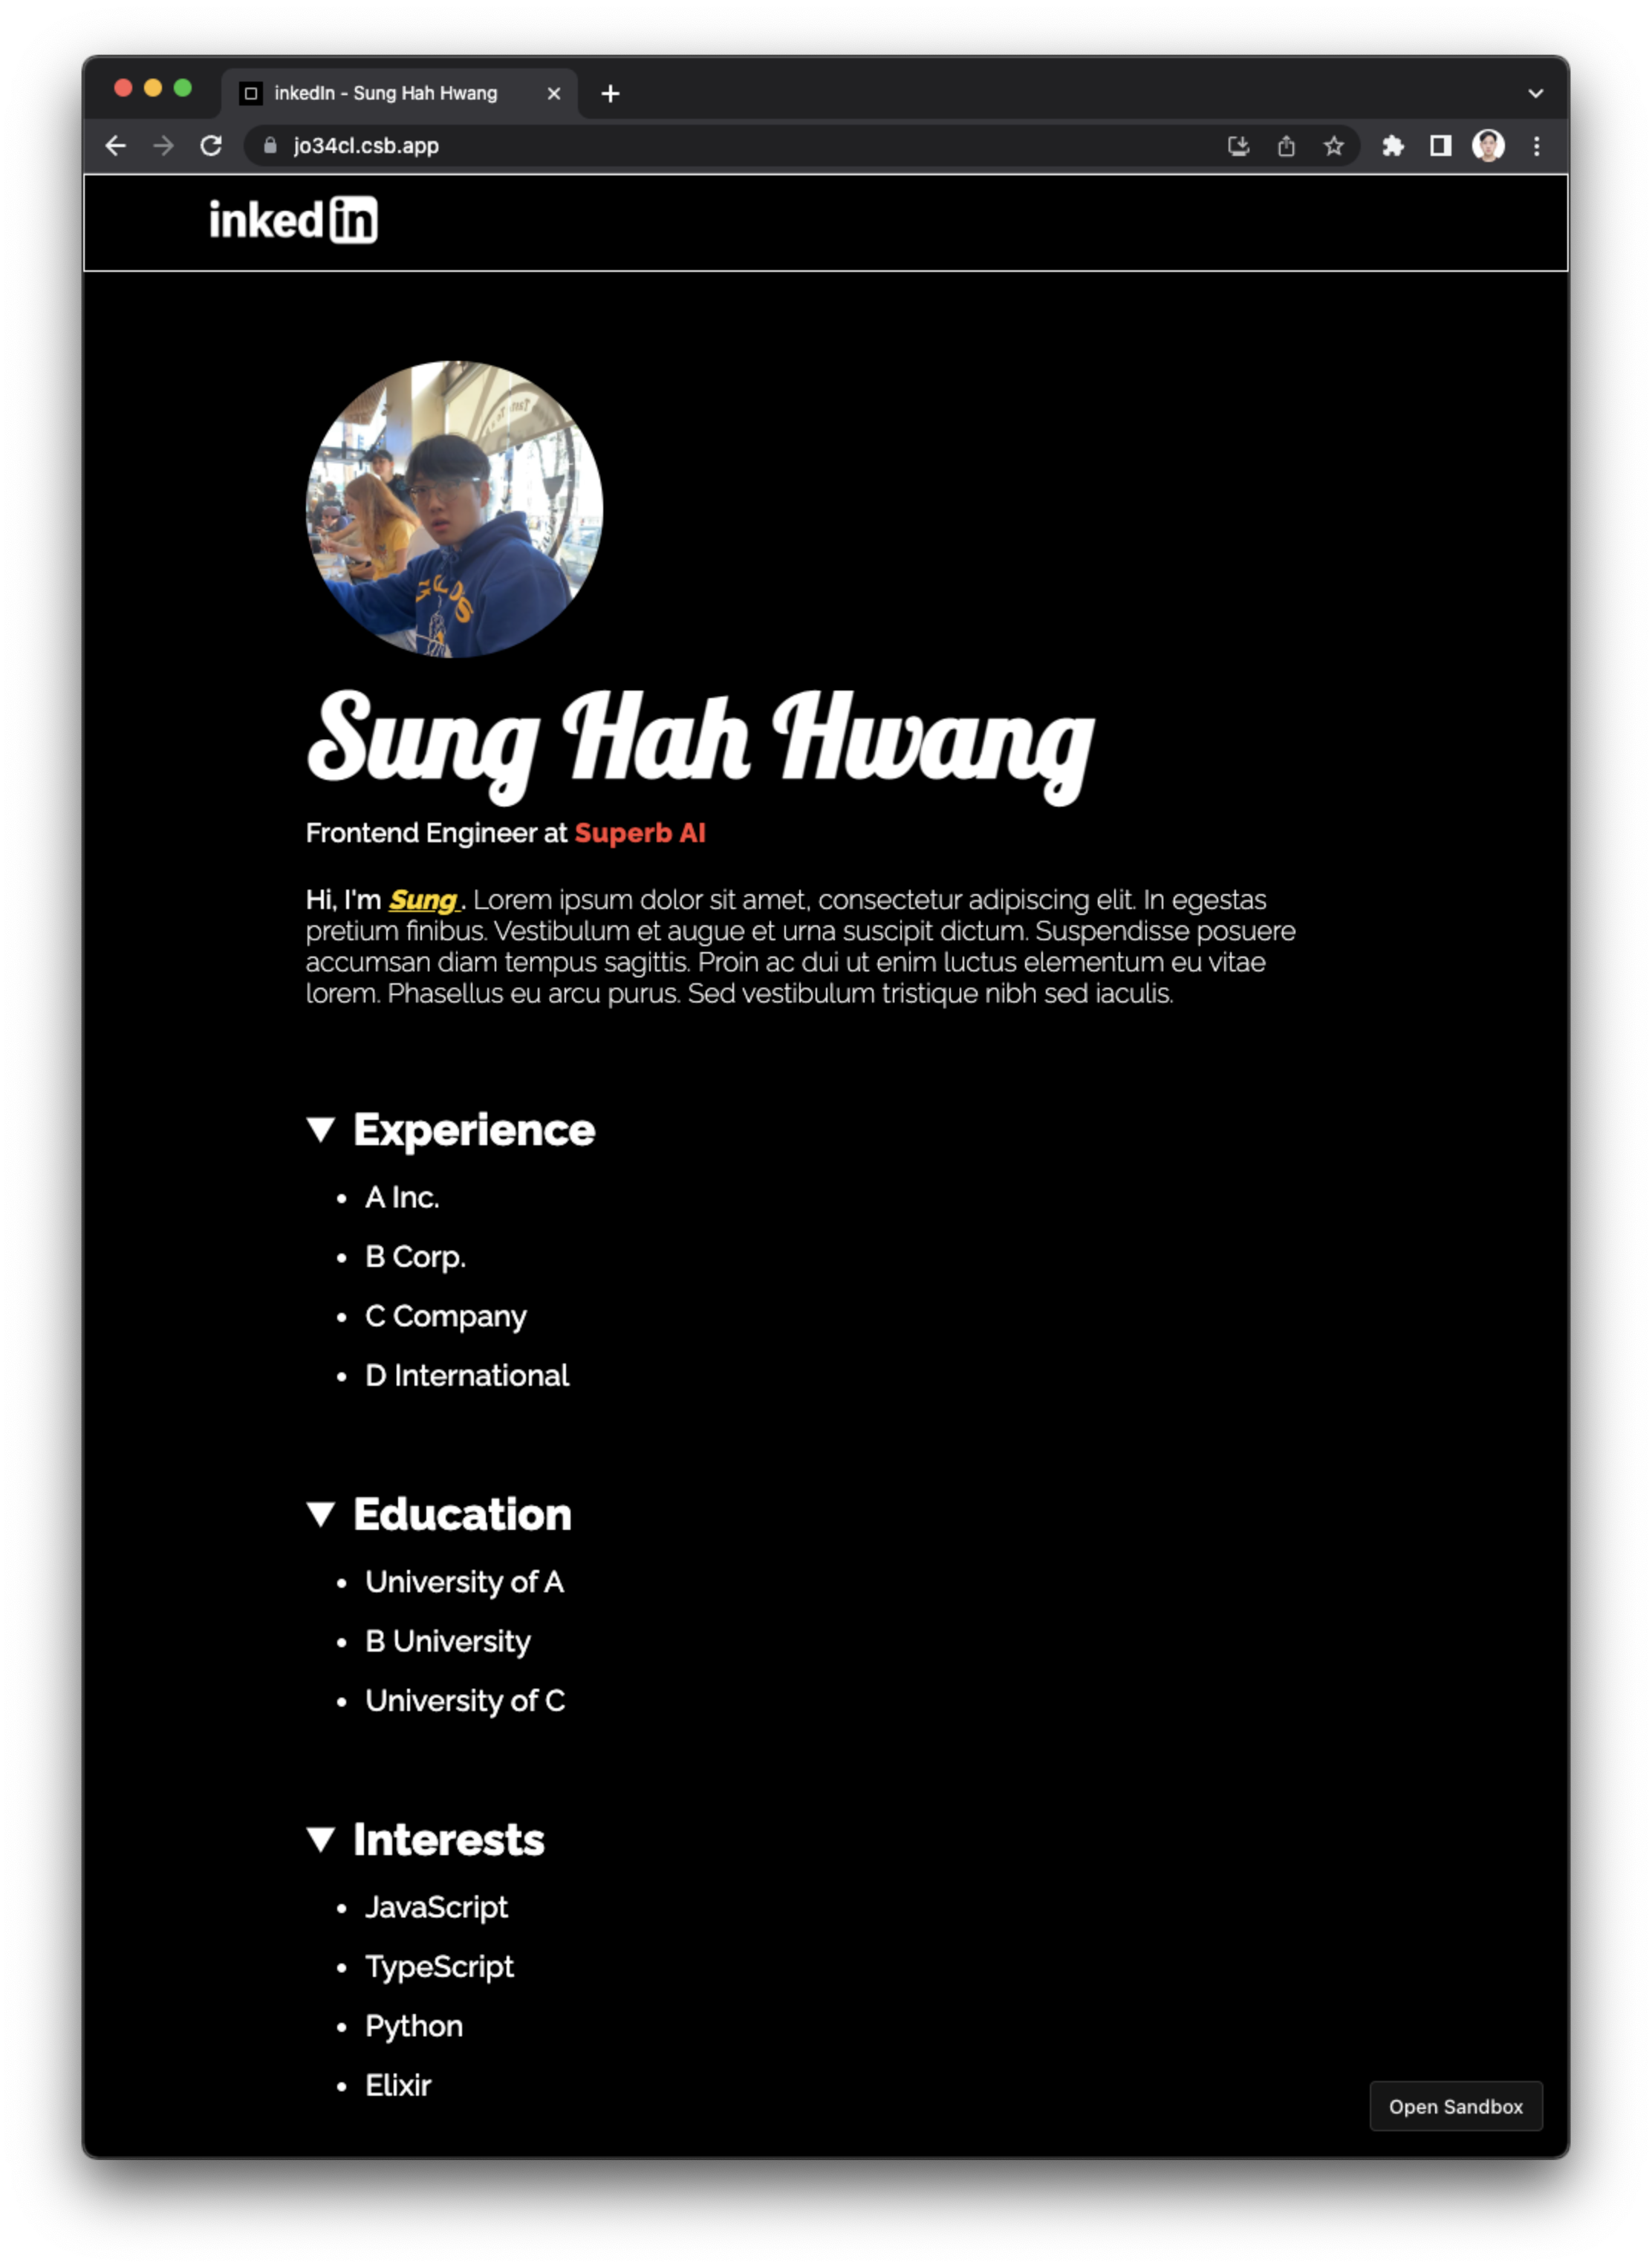 inkedIn - Sung Hah Hwang
jo34cl.csb.app
inked in
Sung Hah Hwang
Frontend Engineer at Superb AI
Hi, I'm Sung . Lorem ipsum dolor sit amet, consectetur adipiscing elit. In egestas
pretium finibus. Vestibulum et augue et urna suscipit dictum. Suspendisse posuere
accumsan diam tempus sagittis. Proin ac dui ut enim luctus elementum eu vitae
lorem. Phasellus eu arcu purus. Sed vestibulum tristique nibh sed iaculis.
▼ Experience
• A Inc.
• B Corp.
• C Company
• D International
▼ Education
• University of A
• B University
• University of C
▼ Interests
• JavaScript
• TypeScript
• Python
• Elixir
Open Sandbox